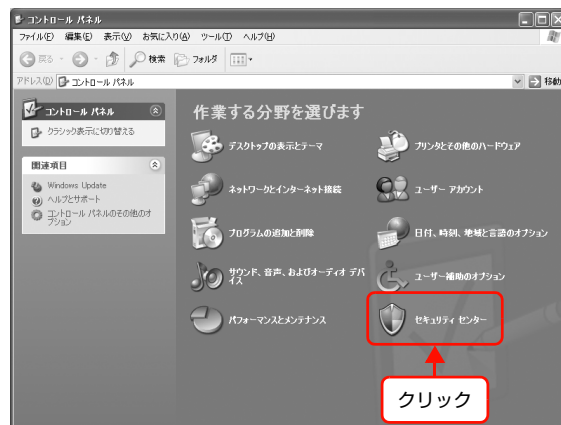 コントロール パネル
ファイル(F) 編集(E) 表示(V) お気に入り(A) ツール(T) ヘルプ(H)
戻る 検索 フォルダ
アドレス(D) コントロール パネル 移動
コントロール パネル
クラシック表示に切り替える
関連項目
Windows Update
ヘルプとサポート
コントロール パネルのその他のオ
プション
作業する分野を選びます
デスクトップの表示とテーマ
プリンタとその他のハードウェア
ネットワークとインターネット接続
ユーザー アカウント
プログラムの追加と削除
日付、時刻、地域と言語のオプション
サウンド、音声、およびオーディオ デバ
イス
ユーザー補助のオプション
パフォーマンスとメンテナンス
セキュリティ センター
クリック